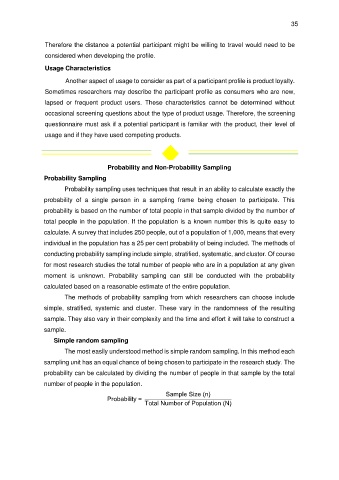 35
Therefore the distance a potential participant might be willing to travel would need to be
considered when developing the profile.
Usage Characteristics
Another aspect of usage to consider as part of a participant profile is product loyalty.
Sometimes researchers may describe the participant profile as consumers who are new,
lapsed or frequent product users. These characteristics cannot be determined without
occasional screening questions about the type of product usage. Therefore, the screening
questionnaire must ask if a potential participant is familiar with the product, their level of
usage and if they have used competing products.
Probability and Non-Probability Sampling
Probability Sampling
Probability sampling uses techniques that result in an ability to calculate exactly the
probability of a single person in a sampling frame being chosen to participate. This
probability is based on the number of total people in that sample divided by the number of
total people in the population. If the population is a known number this is quite easy to
calculate. A survey that includes 250 people, out of a population of 1,000, means that every
individual in the population has a 25 per cent probability of being included. The methods of
conducting probability sampling include simple, stratified, systematic, and cluster. Of course
for most research studies the total number of people who are in a population at any given
moment is unknown. Probability sampling can still be conducted with the probability
calculated based on a reasonable estimate of the entire population.
The methods of probability sampling from which researchers can choose include
simple, stratified, systemic and cluster. These vary in the randomness of the resulting
sample. They also vary in their complexity and the time and effort it will take to construct a
sample.
Simple random sampling
The most easily understood method is simple random sampling. In this method each
sampling unit has an equal chance of being chosen to participate in the research study. The
probability can be calculated by dividing the number of people in that sample by the total
number of people in the population.
Sample Size (n)
Probability =
Total Number of Population (N)